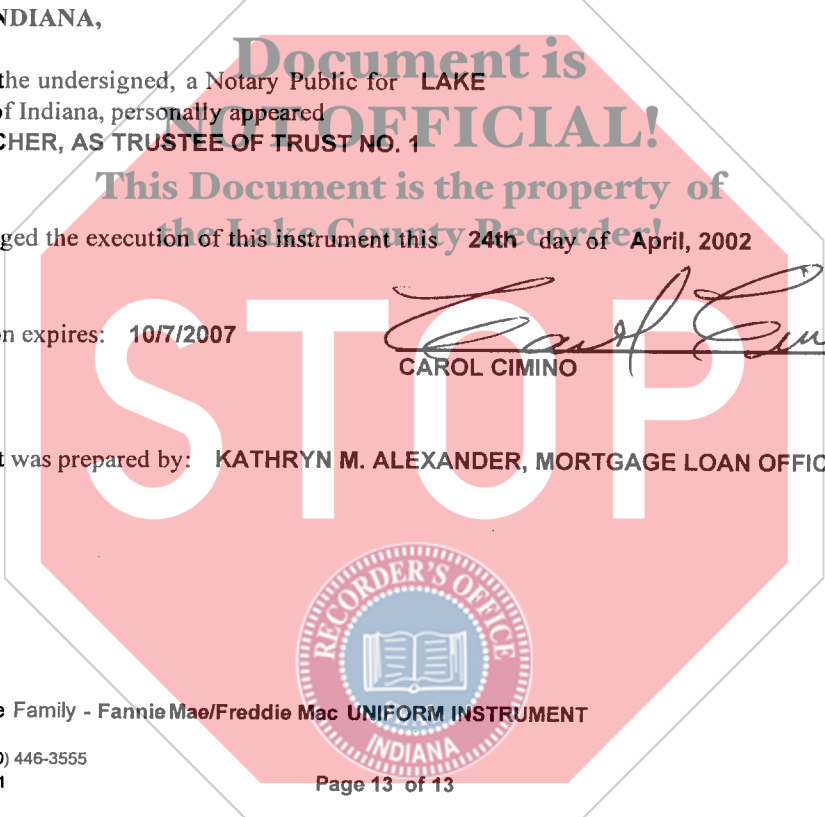 NDIANA,
Document is
the undersigned, a Notary Public for LAKE
of Indiana, personally appeared
NOT OFFICIAL!
CHER, AS TRUSTEE OF TRUST NO. 1
This Document is the property of
the Lake County Recorder!
ged the execution of this instrument this 24th day of April, 2002
STOP
n expires: 10/7/2007
CAROL CIMINO
t was prepared by: KATHRYN M. ALEXANDER, MORTGAGE LOAN OFFIC
RECORDER'S OFFICE
e Family - Fannie Mae/Freddie Mac UNIFORM INSTRUMENT
INDIANA
0) 446-3555
1
Page 13 of 13